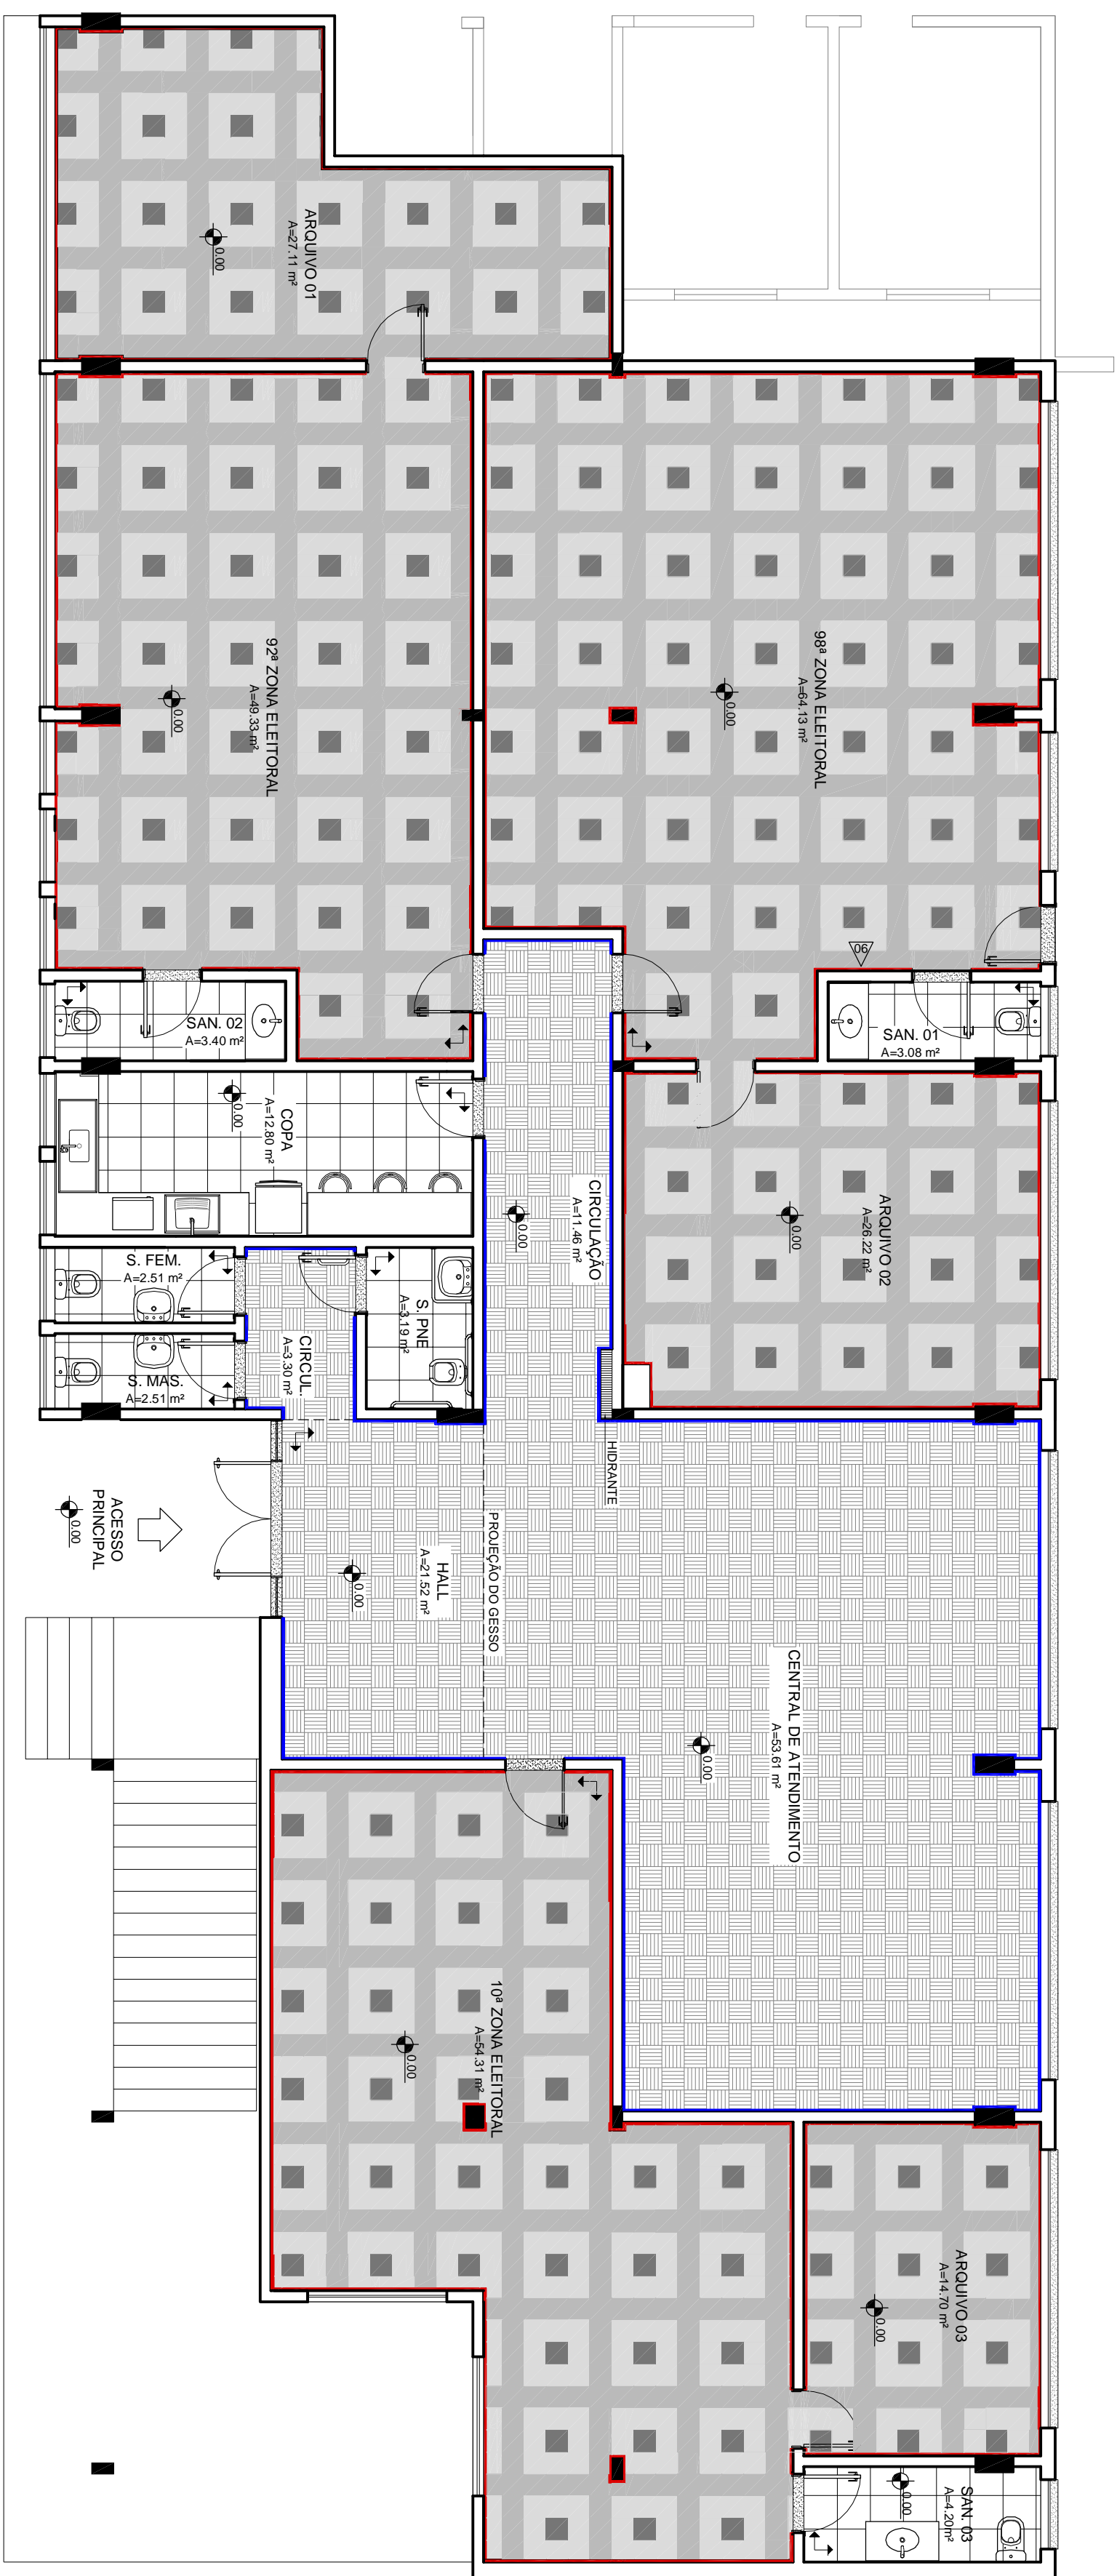 ARQUIVO 01
A=27.11 m²
0.00
92ª ZONA ELEITORAL
A=49.33 m²
0.00
98ª ZONA ELEITORAL
A=64.13 m²
0.00
06
SAN. 02
A=3.40 m²
SAN. 01
A=3.08 m²
COPA
A=12.80 m²
0.00
CIRCULAÇÃO
A=11.46 m²
0.00
ARQUIVO 02
A=26.22 m²
0.00
S. FEM.
A=2.51 m²
S. MAS.
A=2.51 m²
CIRCUL.
A=3.30 m²
S. PNE
A=3.19 m²
HIDRANTE
ACESSO
PRINCIPAL
0.00
HALL
A=21.52 m²
0.00
PROJEÇÃO DO GESSO
CENTRAL DE ATENDIMENTO
A=53.61 m²
0.00
10ª ZONA ELEITORAL
A=54.31 m²
0.00
ARQUIVO 03
A=14.70 m²
0.00
SAN. 03
A=4.20m²
0.00